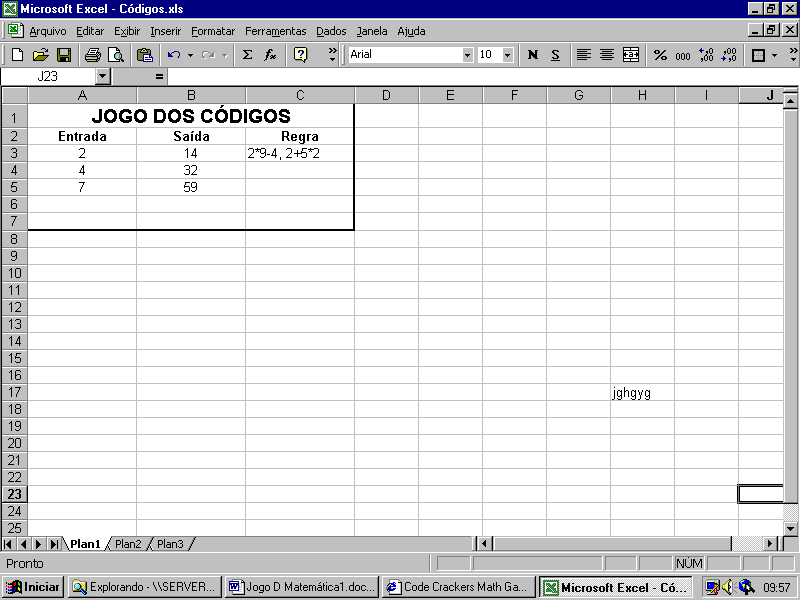 Microsoft Excel - Códigos.xls
Arquivo Editar Exibir Inserir Formatar Ferramentas Dados Janela Ajuda
Σ fx ? » Arial 10 N S % 000 ,00 ,00 »
J23 =
A B C D E F G H I J
1 JOGO DOS CÓDIGOS
2 Entrada Saída Regra
3 2 14 2*9-4, 2+5*2
4 4 32
5 7 59
6
7
8
9
10
11
12
13
14
15
16
17 jghgyg
18
19
20
21
22
23
24
25
Plan1 Plan2 Plan3
Pronto NÚM
Iniciar Explorando - \\SERVER... Jogo D Matemática1.doc... Code Crackers Math Ga... Microsoft Excel - Có... 09:57